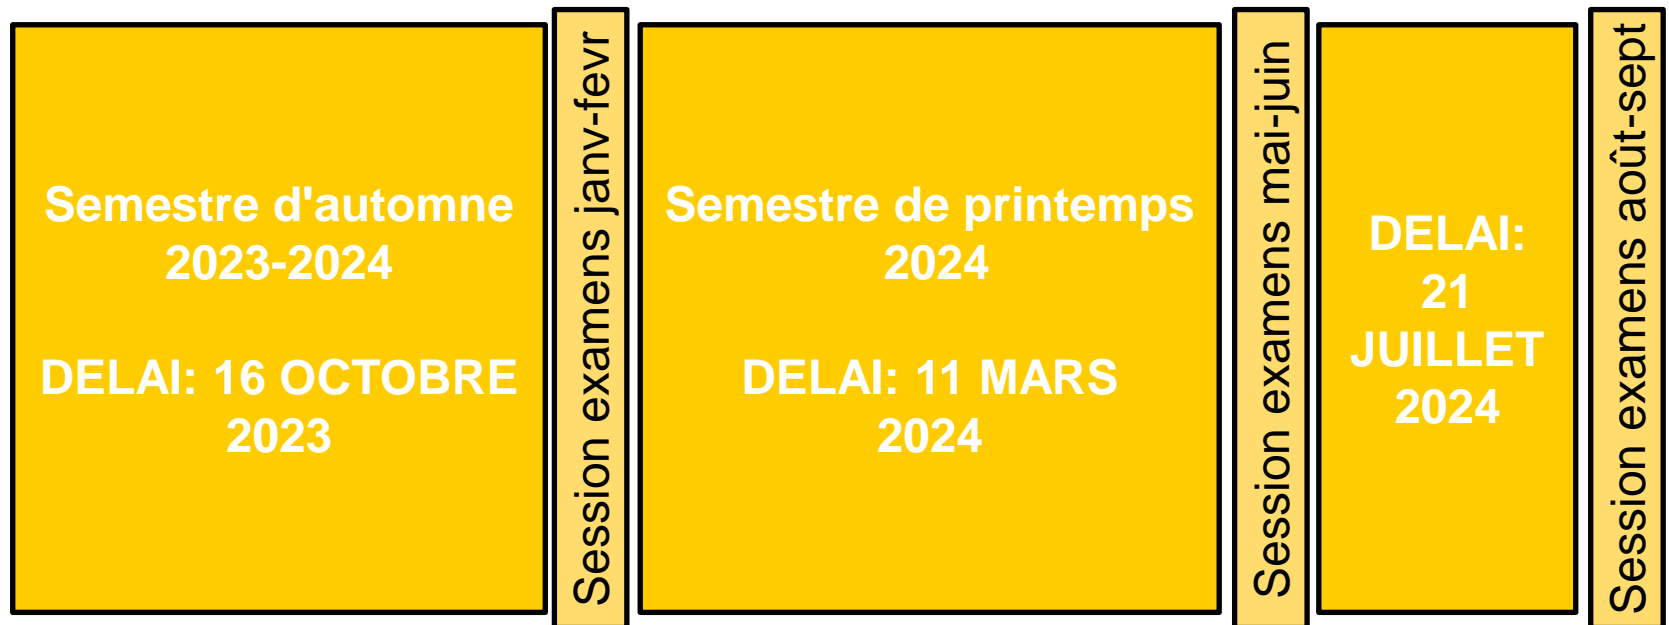 Semestre d'automne
2023-2024
DELAI: 16 OCTOBRE
2023
Session examens janv-fevr
Semestre de printemps
2024
DELAI: 11 MARS
2024
Session examens mai-juin
DELAI:
21
JUILLET
2024
Session examens août-sept